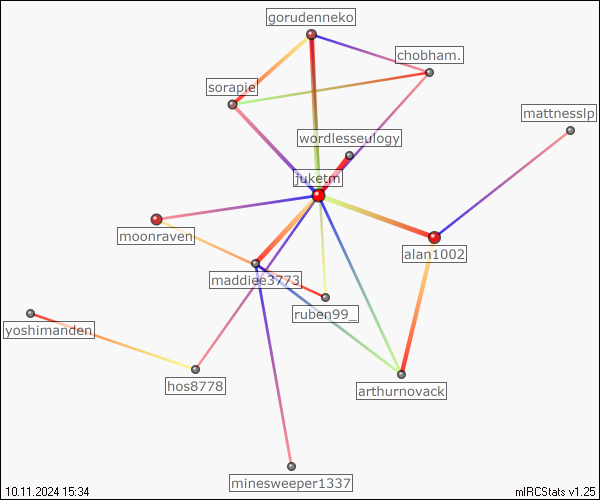 gorudenneko
chobham.
sorapie
mattnesslp
wordlesseulogy
juketm
moonraven
alan1002
maddiee3773
ruben99_
yoshimanden
hos8778
arthurnovack
minesweeper1337
10.11.2024 15:34
mIRCStats v1.25